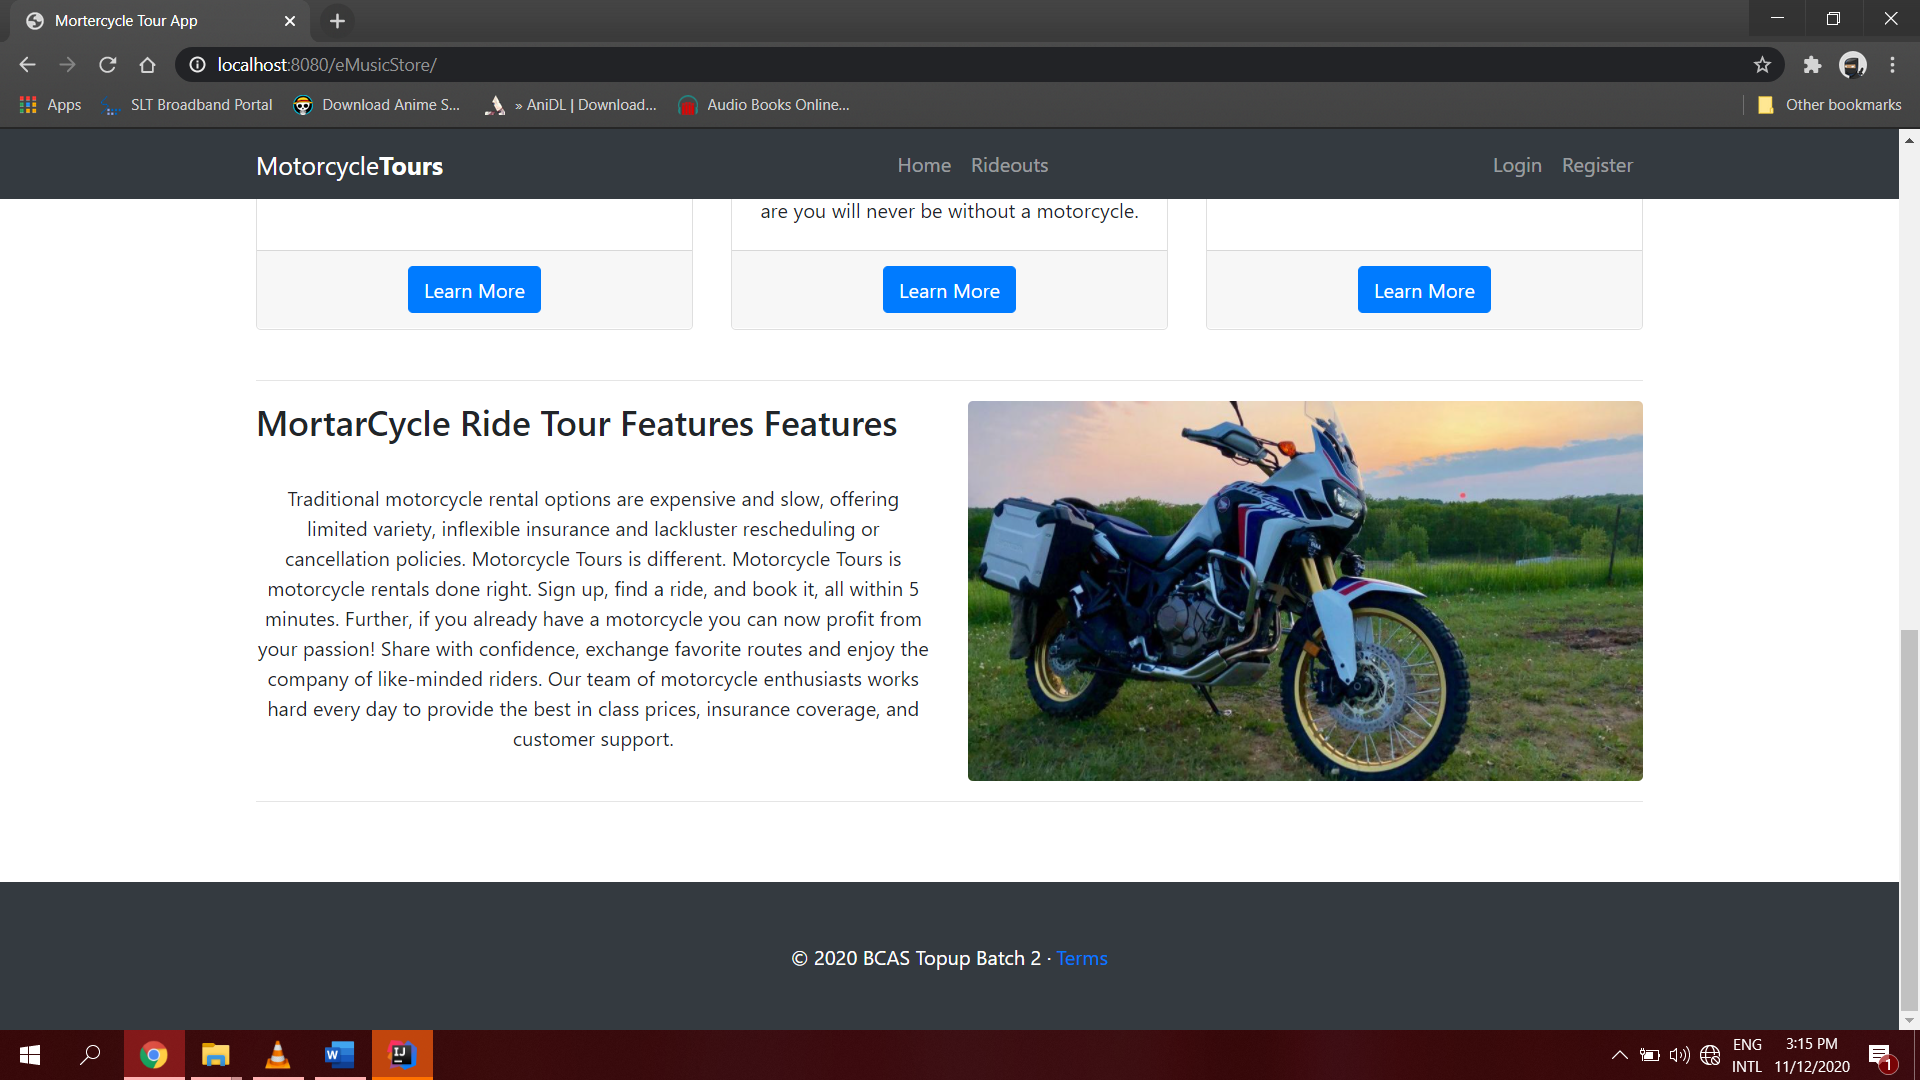 Mortercycle Tour App
localhost:8080/eMusicStore/
Apps SLT Broadband Portal Download Anime S... » AniDL | Download... Audio Books Online... Other bookmarks
MotorcycleTours Home Rideouts Login Register
are you will never be without a motorcycle.
Learn More Learn More Learn More
MortarCycle Ride Tour Features Features
Traditional motorcycle rental options are expensive and slow, offering
limited variety, inflexible insurance and lackluster rescheduling or
cancellation policies. Motorcycle Tours is different. Motorcycle Tours is
motorcycle rentals done right. Sign up, find a ride, and book it, all within 5
minutes. Further, if you already have a motorcycle you can now profit from
your passion! Share with confidence, exchange favorite routes and enjoy the
company of like-minded riders. Our team of motorcycle enthusiasts works
hard every day to provide the best in class prices, insurance coverage, and
customer support.
© 2020 BCAS Topup Batch 2 · Terms
ENG 3:15 PM
INTL 11/12/2020 1